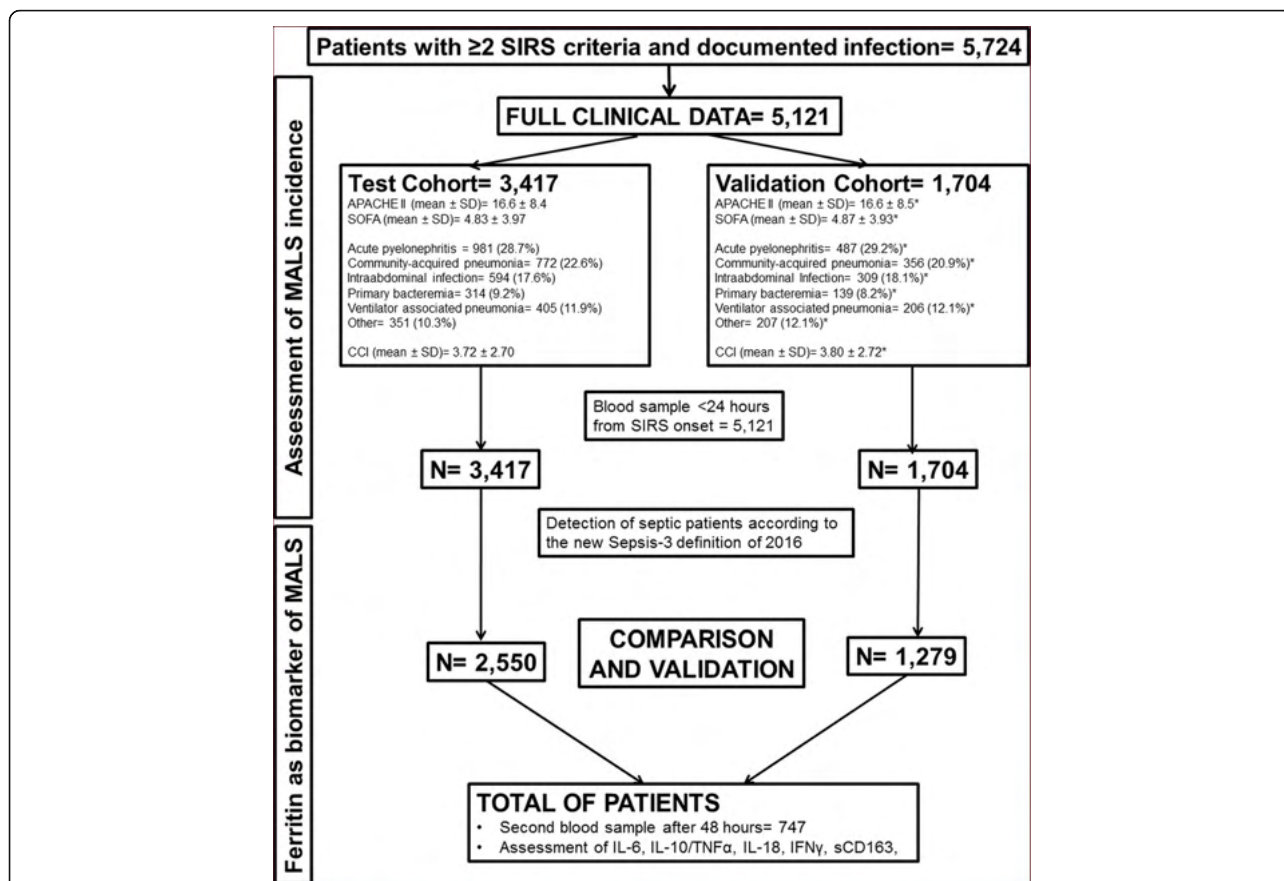 Patients with ≥2 SIRS criteria and documented infection= 5,724
FULL CLINICAL DATA= 5,121
Assessment of MALS incidence
Test Cohort= 3,417
APACHE II (mean ± SD)= 16.6 ± 8.4
SOFA (mean ± SD)= 4.83 ± 3.97
Acute pyelonephritis = 981 (28.7%)
Community-acquired pneumonia= 772 (22.6%)
Intraabdominal infection= 594 (17.6%)
Primary bacteremia= 314 (9.2%)
Ventilator associated pneumonia= 405 (11.9%)
Other= 351 (10.3%)
CCI (mean ± SD)= 3.72 ± 2.70
Validation Cohort= 1,704
APACHE II (mean ± SD)= 16.6 ± 8.5*
SOFA (mean ± SD)= 4.87 ± 3.93*
Acute pyelonephritis= 487 (29.2%)*
Community-acquired pneumonia= 356 (20.9%)*
Intraabdominal Infection= 309 (18.1%)*
Primary bacteremia= 139 (8.2%)*
Ventilator associated pneumonia= 206 (12.1%)*
Other= 207 (12.1%)*
CCI (mean ± SD)= 3.80 ± 2.72*
Blood sample <24 hours
from SIRS onset = 5,121
N= 3,417
N= 1,704
Detection of septic patients according to
the new Sepsis-3 definition of 2016
Ferritin as biomarker of MALS
COMPARISON
AND VALIDATION
N= 2,550
N= 1,279
TOTAL OF PATIENTS
• Second blood sample after 48 hours= 747
• Assessment of IL-6, IL-10/TNFα, IL-18, IFNγ, sCD163,